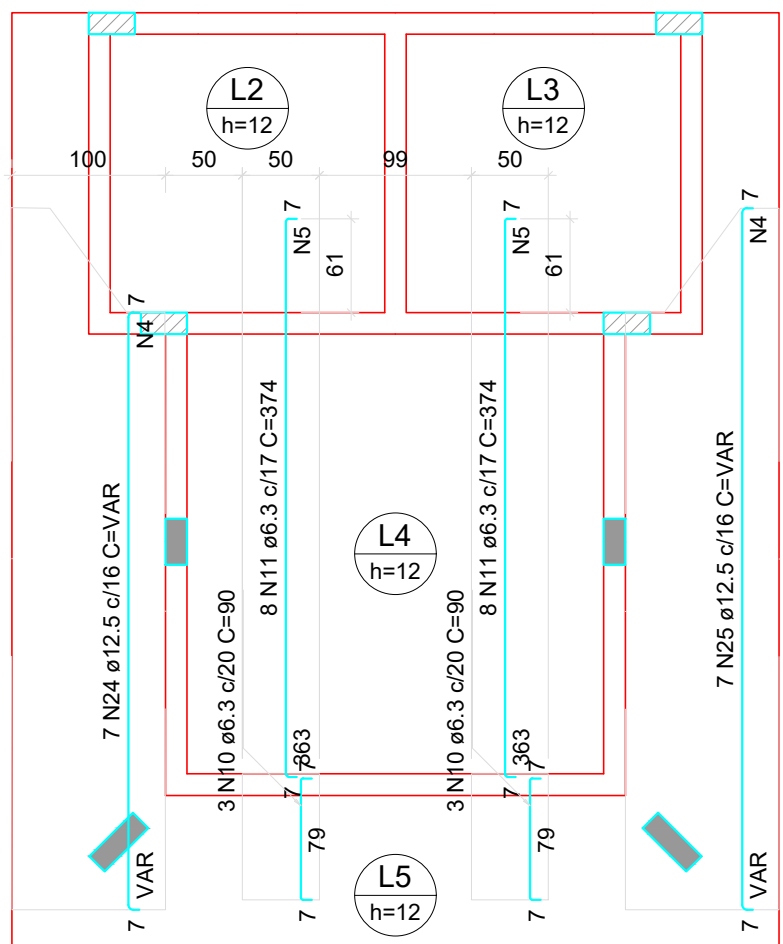 L2
h=12
L3
h=12
100
50
50
99
50
7
N5
61
7
N5
61
7
N4
7
N4
7 N24 ø12.5 c/16 C=VAR
8 N11 ø6.3 c/17 C=374
8 N11 ø6.3 c/17 C=374
7 N25 ø12.5 c/16 C=VAR
L4
h=12
3 N10 ø6.3 c/20 C=90
3 N10 ø6.3 c/20 C=90
363
7
7
363
7
7
79
79
L5
h=12
VAR
7
7
7
VAR
7